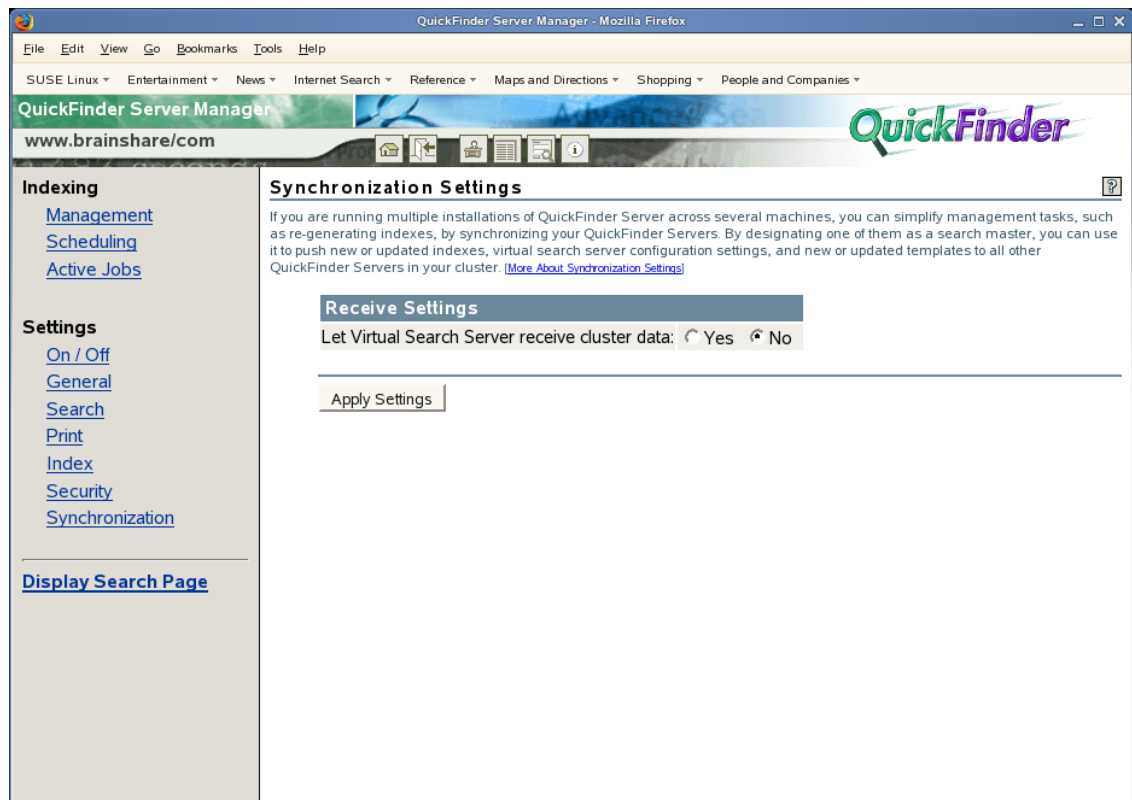 QuickFinder Server Manager - Mozilla Firefox
File Edit View Go Bookmarks Tools Help
SUSE Linux Entertainment News Internet Search Reference Maps and Directions Shopping People and Companies
QuickFinder Server Manager
www.brainshare/com
QuickFinder
Indexing
Management
Scheduling
Active Jobs
Settings
On / Off
General
Search
Print
Index
Security
Synchronization
Display Search Page
Synchronization Settings
?
If you are running multiple installations of QuickFinder Server across several machines, you can simplify management tasks, such
as re-generating indexes, by synchronizing your QuickFinder Servers. By designating one of them as a search master, you can use
it to push new or updated indexes, virtual search server configuration settings, and new or updated templates to all other
QuickFinder Servers in your cluster. [More About Synchronization Settings]
Receive Settings
Let Virtual Search Server receive cluster data: Yes No
Apply Settings